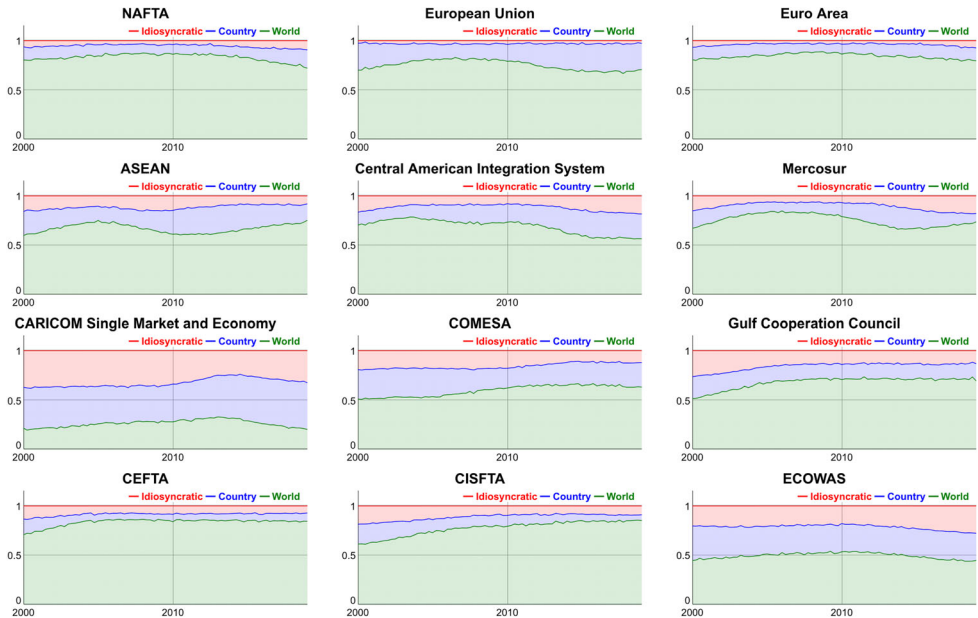 NAFTA
Idiosyncratic Country World
1
0.5
0
2000 2010
European Union
Idiosyncratic Country World
1
0.5
0
2000 2010
Euro Area
Idiosyncratic Country World
1
0.5
0
2000 2010
ASEAN
Idiosyncratic Country World
1
0.5
0
2000 2010
Central American Integration System
Idiosyncratic Country World
1
0.5
0
2000 2010
Mercosur
Idiosyncratic Country World
1
0.5
0
2000 2010
CARICOM Single Market and Economy
Idiosyncratic Country World
1
0.5
0
2000 2010
COMESA
Idiosyncratic Country World
1
0.5
0
2000 2010
Gulf Cooperation Council
Idiosyncratic Country World
1
0.5
0
2000 2010
CEFTA
Idiosyncratic Country World
1
0.5
0
2000 2010
CISFTA
Idiosyncratic Country World
1
0.5
0
2000 2010
ECOWAS
Idiosyncratic Country World
1
0.5
0
2000 2010